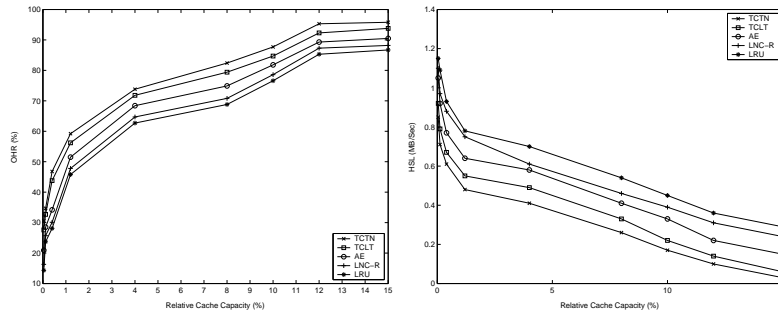 100
90
80
70
60
50
40
30
20
10
OHR (%)
0 1 2 3 4 5 6 7 8 9 10 11 12 13 14 15
Relative Cache Capacity (%)
TCTN
TCLT
AE
LNC−R
LRU
1.4
1.2
1
0.8
0.6
0.4
0.2
0
HSL (MB/Sec)
0 5 10 15
Relative Cache Capacity (%)
TCTN
TCLT
AE
LNC−R
LRU